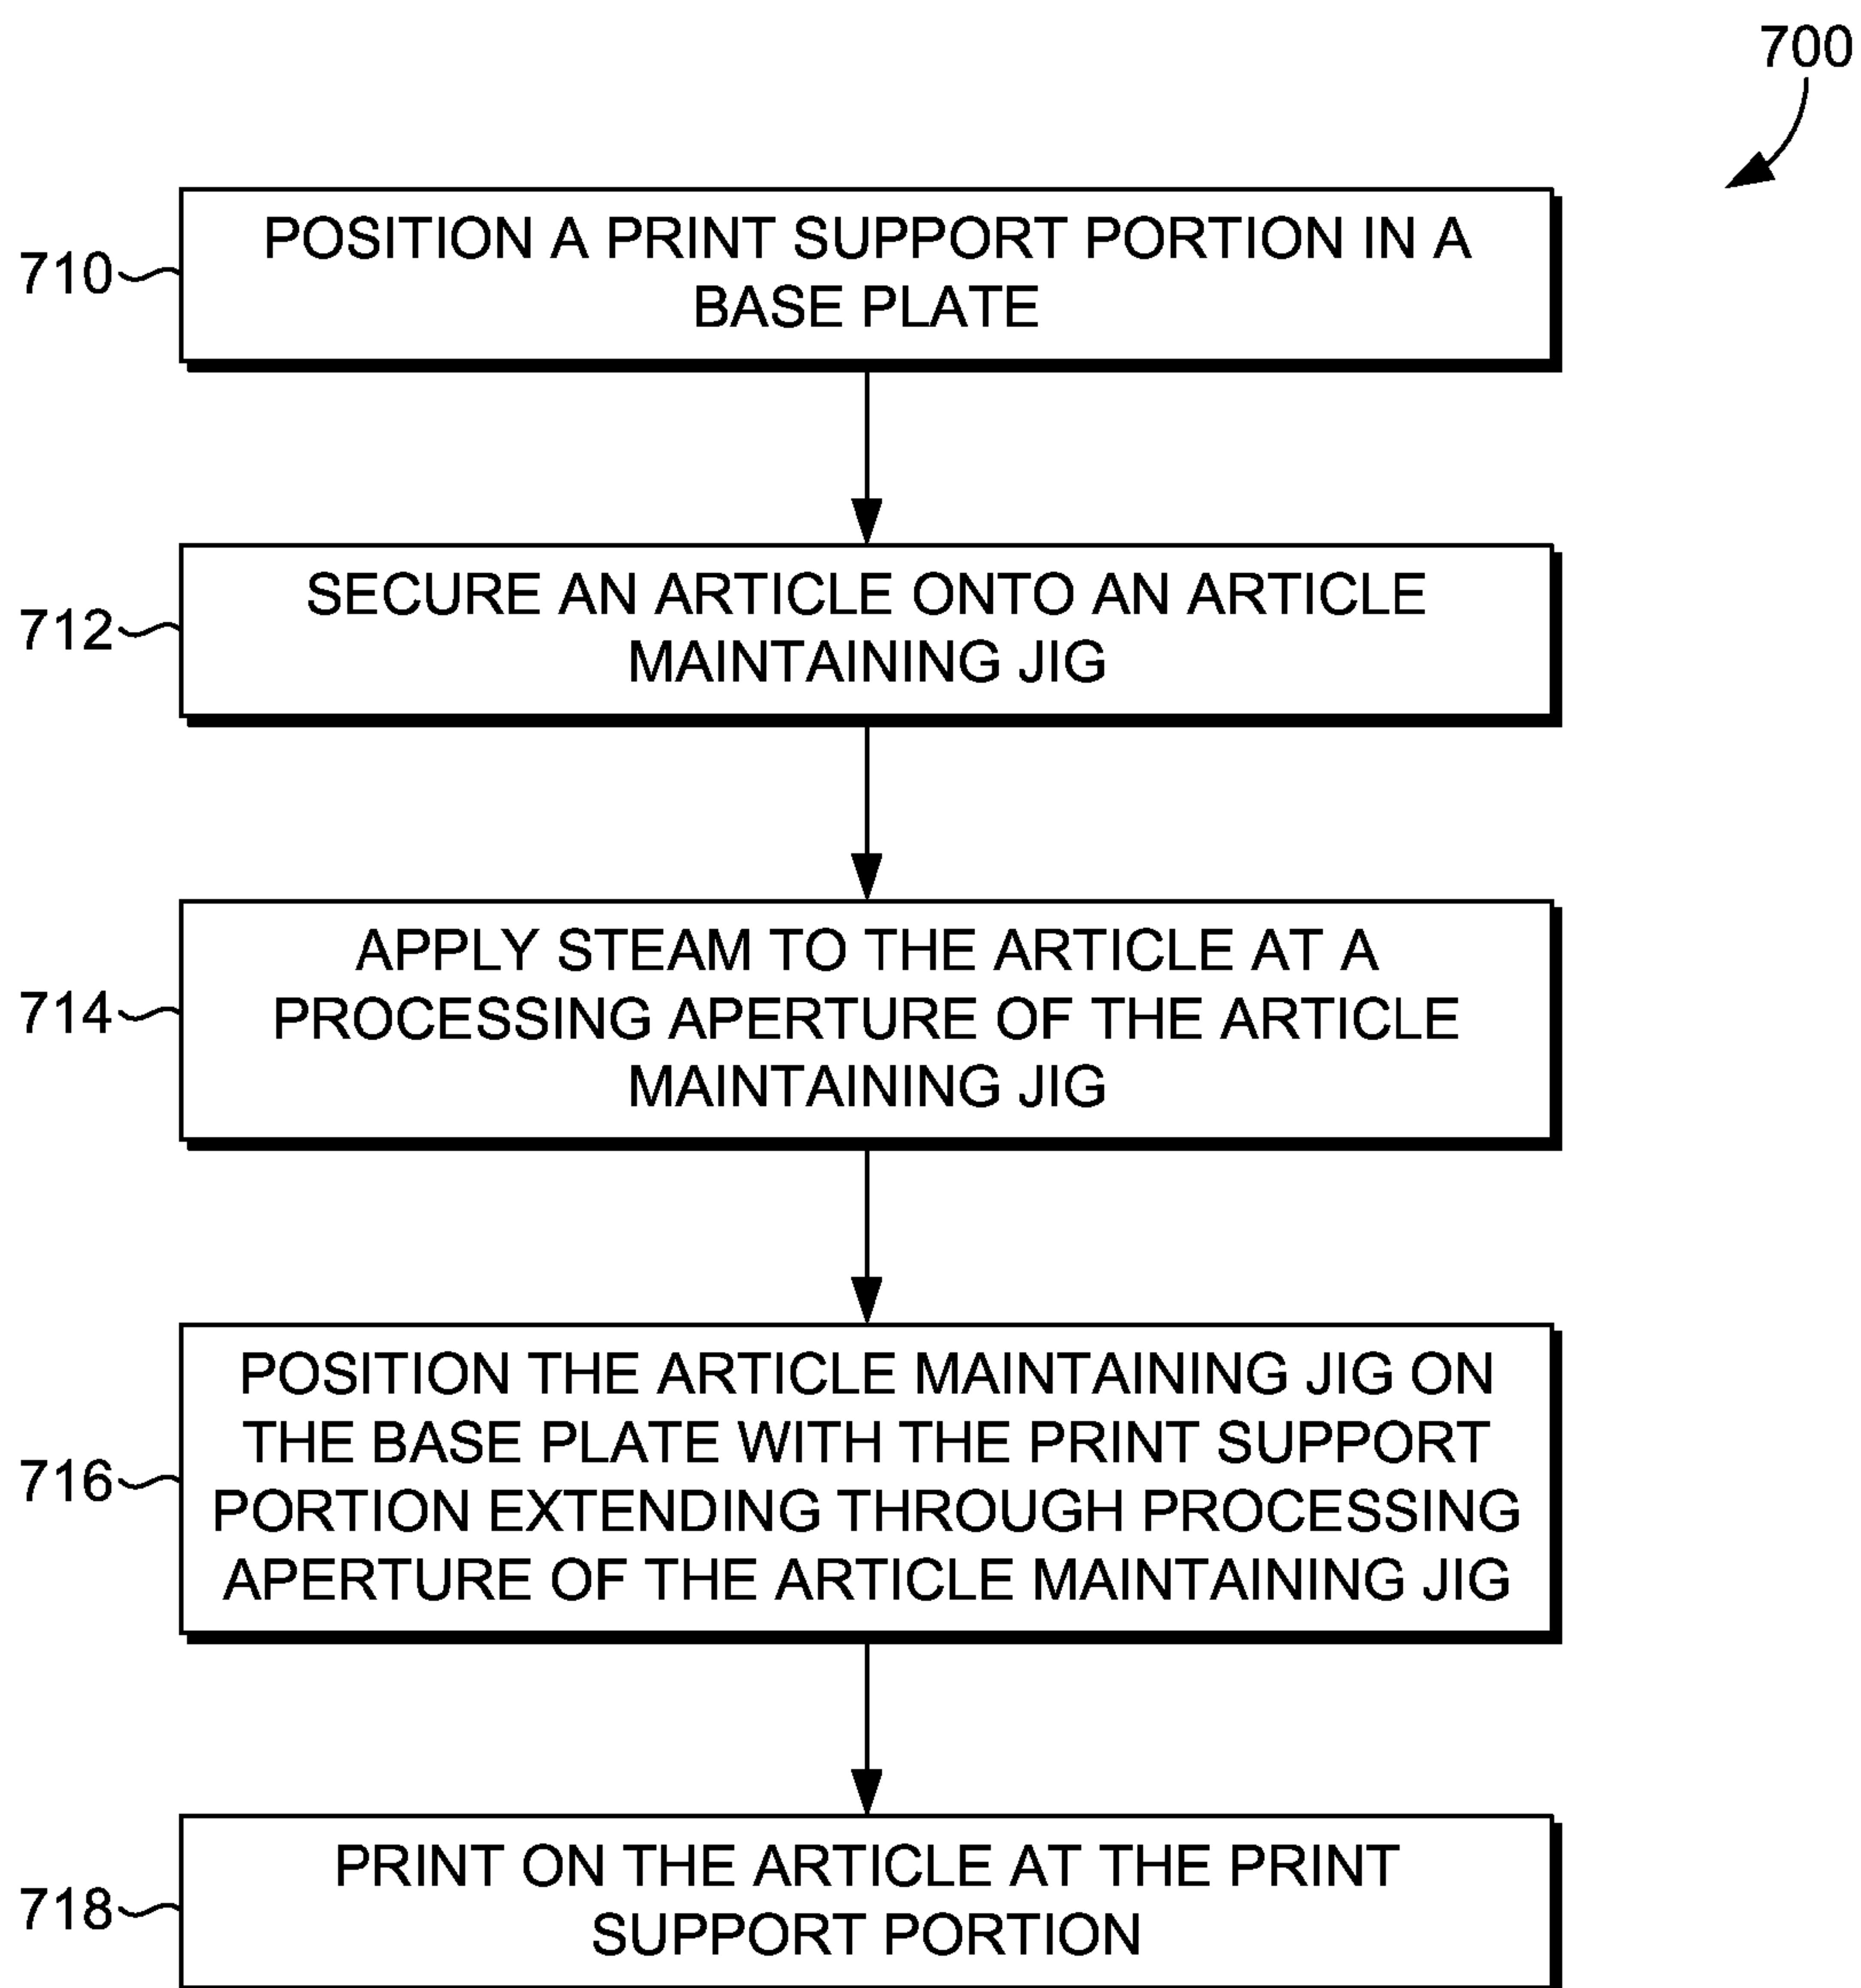 700
710
POSITION A PRINT SUPPORT PORTION IN A
BASE PLATE
712
SECURE AN ARTICLE ONTO AN ARTICLE
MAINTAINING JIG
714
APPLY STEAM TO THE ARTICLE AT A
PROCESSING APERTURE OF THE ARTICLE
MAINTAINING JIG
716
POSITION THE ARTICLE MAINTAINING JIG ON
THE BASE PLATE WITH THE PRINT SUPPORT
PORTION EXTENDING THROUGH PROCESSING
APERTURE OF THE ARTICLE MAINTAINING JIG
718
PRINT ON THE ARTICLE AT THE PRINT
SUPPORT PORTION